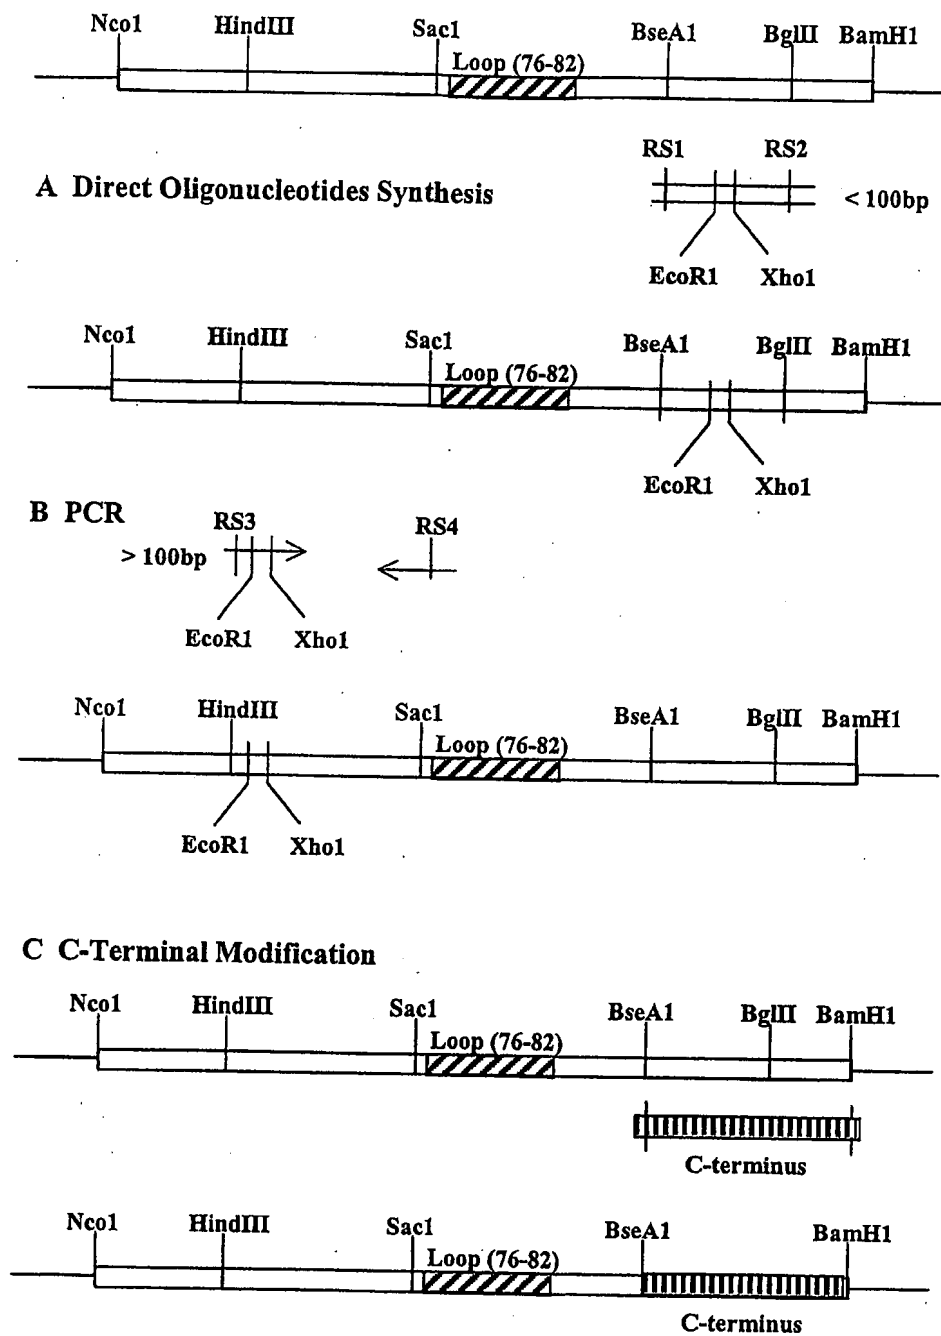 Nco1 HindIII Sac1 BseA1 BglII BamH1
Loop (76-82)
RS1 RS2
A Direct Oligonucleotides Synthesis
< 100bp
EcoR1 Xho1
Nco1 HindIII Sac1 BseA1 BglII BamH1
Loop (76-82)
EcoR1 Xho1
B PCR
RS3 RS4
> 100bp
EcoR1 Xho1
Nco1 HindIII Sac1 BseA1 BglII BamH1
Loop (76-82)
EcoR1 Xho1
C C-Terminal Modification
Nco1 HindIII Sac1 BseA1 BglII BamH1
Loop (76-82)
C-terminus
Nco1 HindIII Sac1 BseA1 BamH1
Loop (76-82)
C-terminus